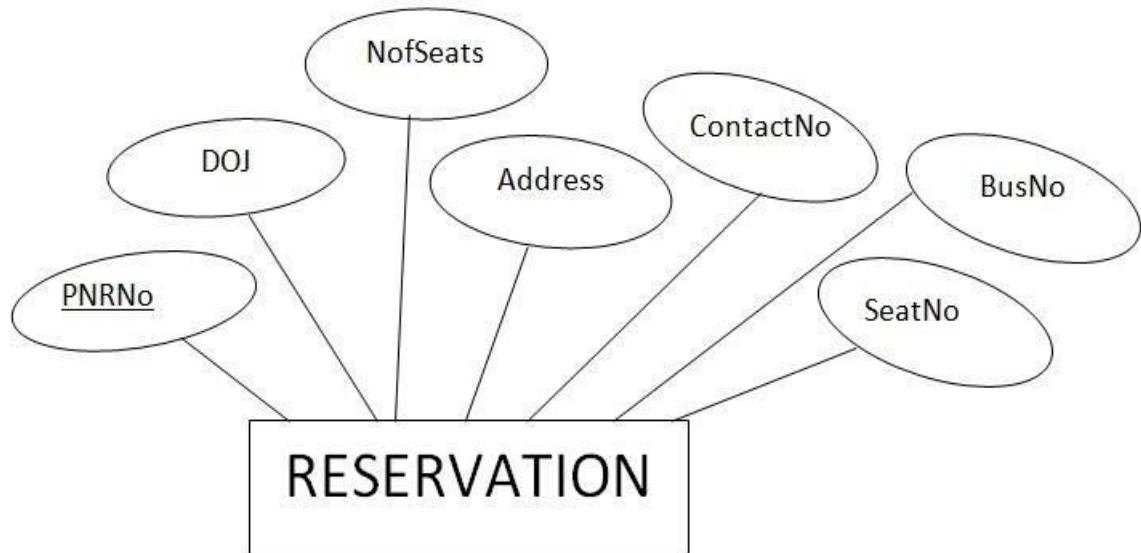 NofSeats
ContactNo
DOJ
Address
BusNo
PNRNo
SeatNo
RESERVATION